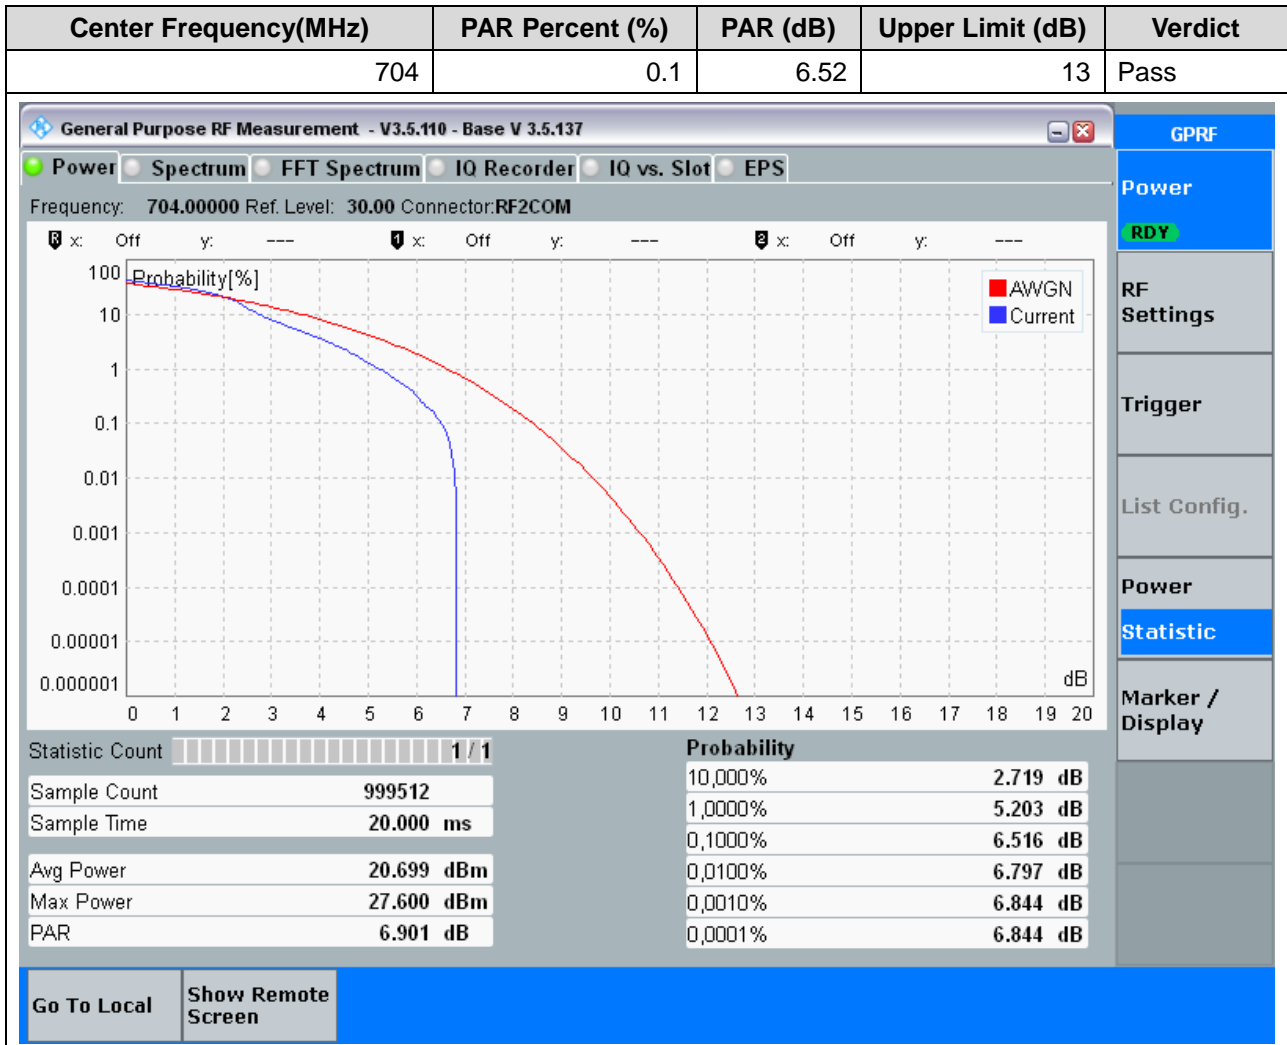 Center Frequency(MHz) PAR Percent (%) PAR (dB) Upper Limit (dB) Verdict
704 0.1 6.52 13 Pass
General Purpose RF Measurement - V3.5.110 - Base V 3.5.137
GPRF
Power Spectrum FFT Spectrum IQ Recorder IQ vs. Slot EPS
Frequency: 704.00000 Ref. Level: 30.00 Connector:RF2COM
R x: Off y: --- 1 x: Off y: --- 2 x: Off y: ---
Probability[%]
AWGN
Current
100
10
1
0.1
0.01
0.001
0.0001
0.00001
0.000001
dB
0 1 2 3 4 5 6 7 8 9 10 11 12 13 14 15 16 17 18 19 20
Statistic Count 1 / 1
Sample Count 999512
Sample Time 20.000 ms
Avg Power 20.699 dBm
Max Power 27.600 dBm
PAR 6.901 dB
Probability
10,000% 2.719 dB
1,0000% 5.203 dB
0,1000% 6.516 dB
0,0100% 6.797 dB
0,0010% 6.844 dB
0,0001% 6.844 dB
Power
RDY
RF
Settings
Trigger
List Config.
Power
Statistic
Marker /
Display
Go To Local
Show Remote
Screen